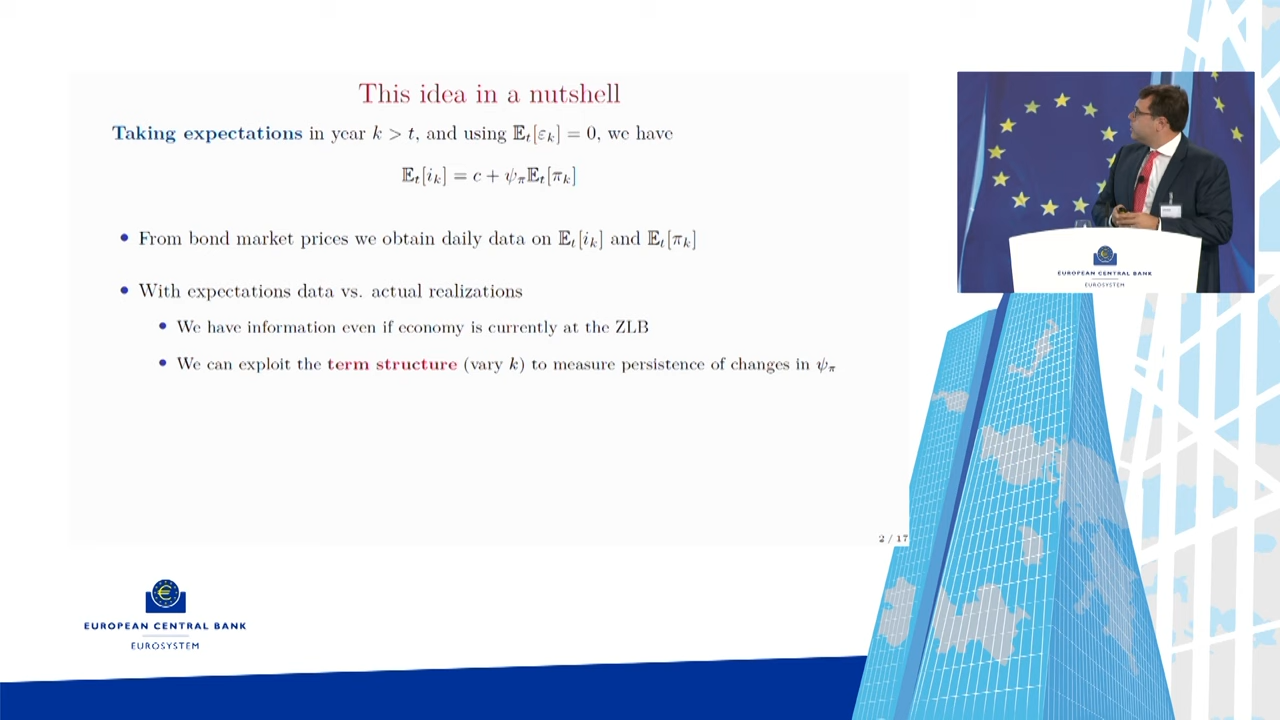 This idea in a nutshell
Taking expectations in year k > t, and using 𝔼ₜ[εₖ] = 0, we have
𝔼ₜ[iₖ] = c + ψ_π𝔼ₜ[πₖ]
• From bond market prices we obtain daily data on 𝔼ₜ[iₖ] and 𝔼ₜ[πₖ]
• With expectations data vs. actual realizations
• We have information even if economy is currently at the ZLB
• We can exploit the term structure (vary k) to measure persistence of changes in ψ_π
2 / 17
EUROPEAN CENTRAL BANK
EUROSYSTEM
EUROPEAN CENTRAL BANK
EUROSYSTEM